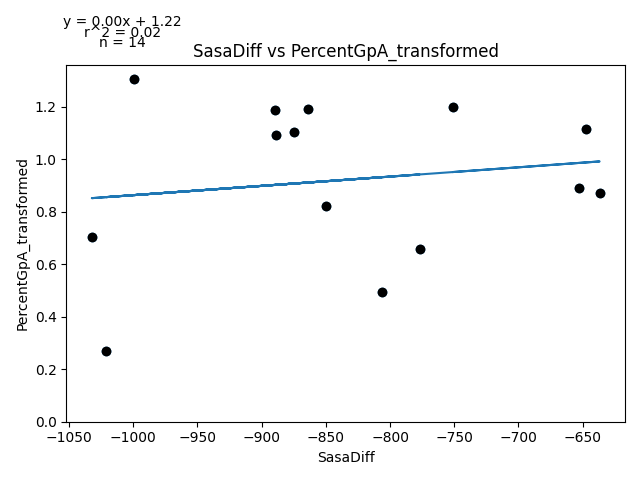 y = 0.00x + 1.22
r^2 = 0.02
n = 14
SasaDiff vs PercentGpA_transformed
PercentGpA_transformed
1.2
1.0
0.8
0.6
0.4
0.2
0.0
−1050 −1000 −950 −900 −850 −800 −750 −700 −650
SasaDiff